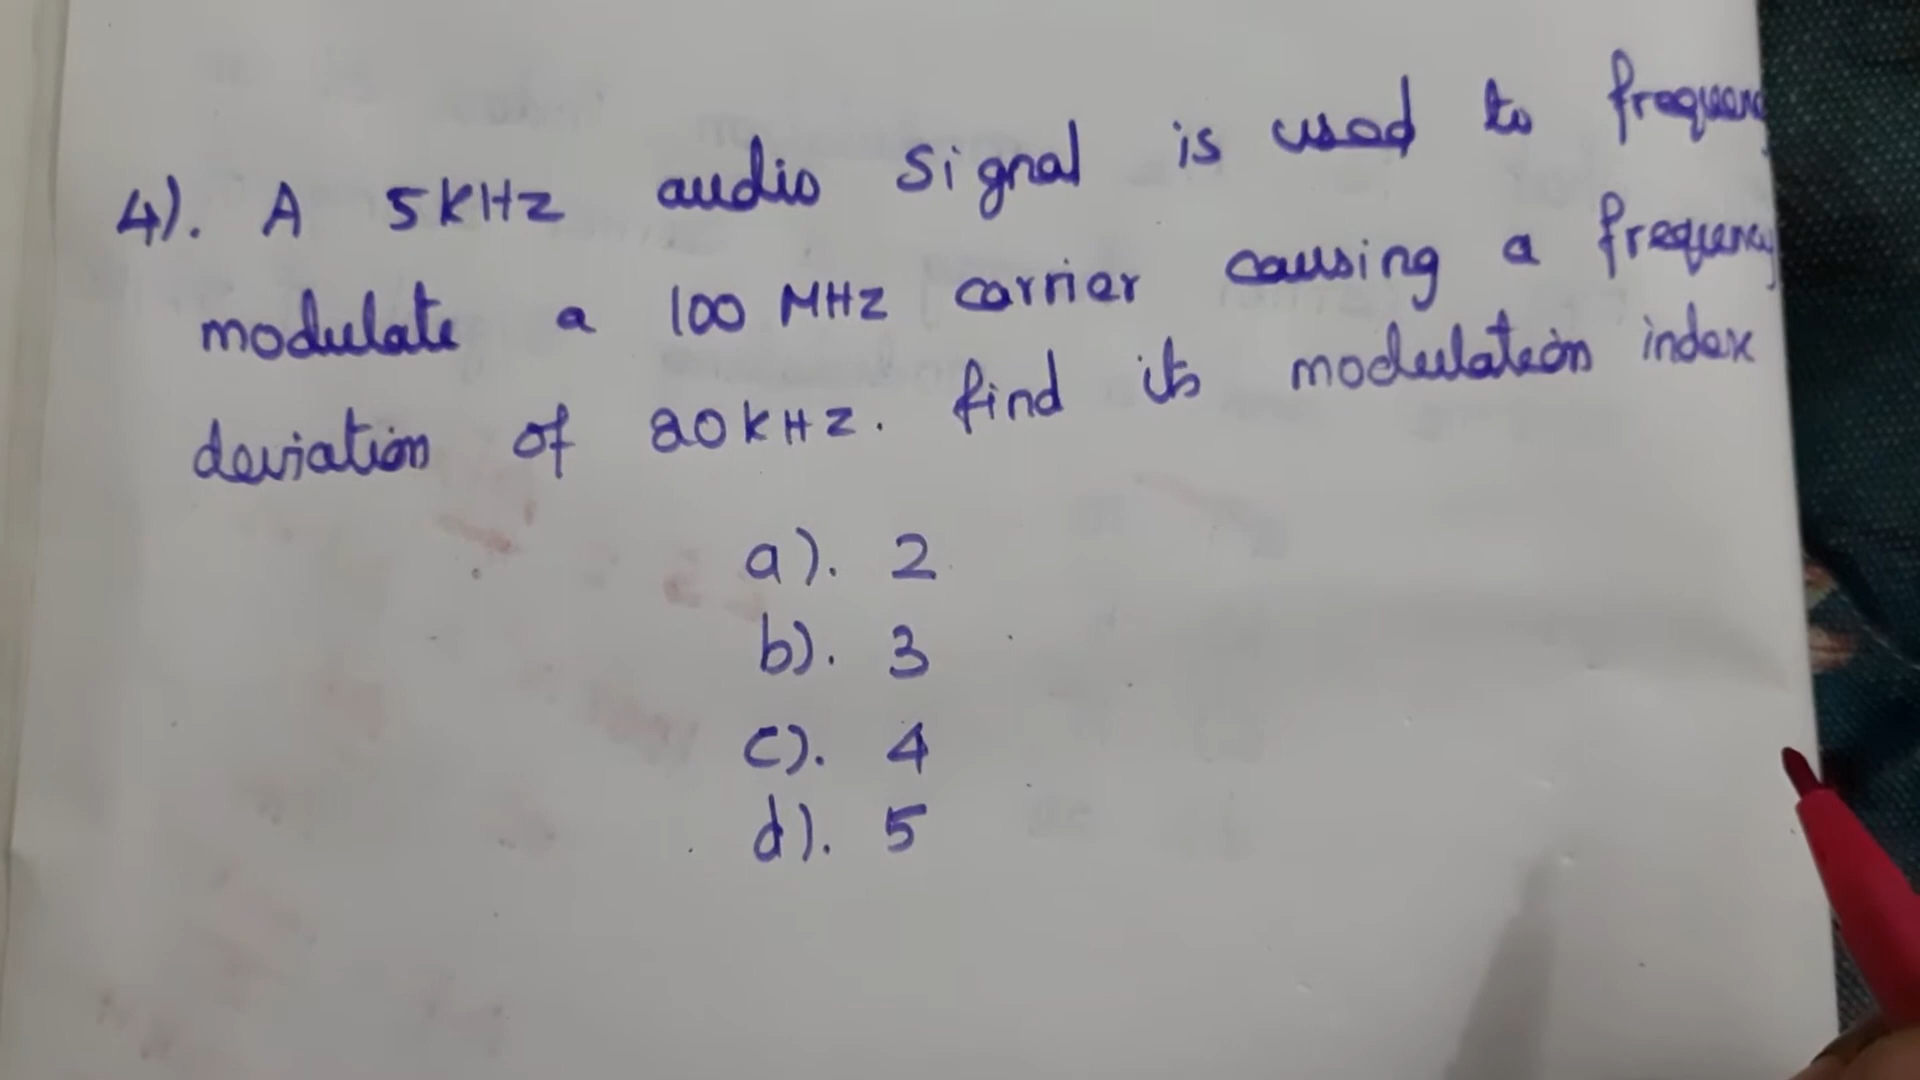 4). A 5KHz audio signal is used to frequency
modulate a 100 MHz carrier causing a frequency
deviation of 20KHz. find its modulation index
a). 2
b). 3
c). 4
d). 5